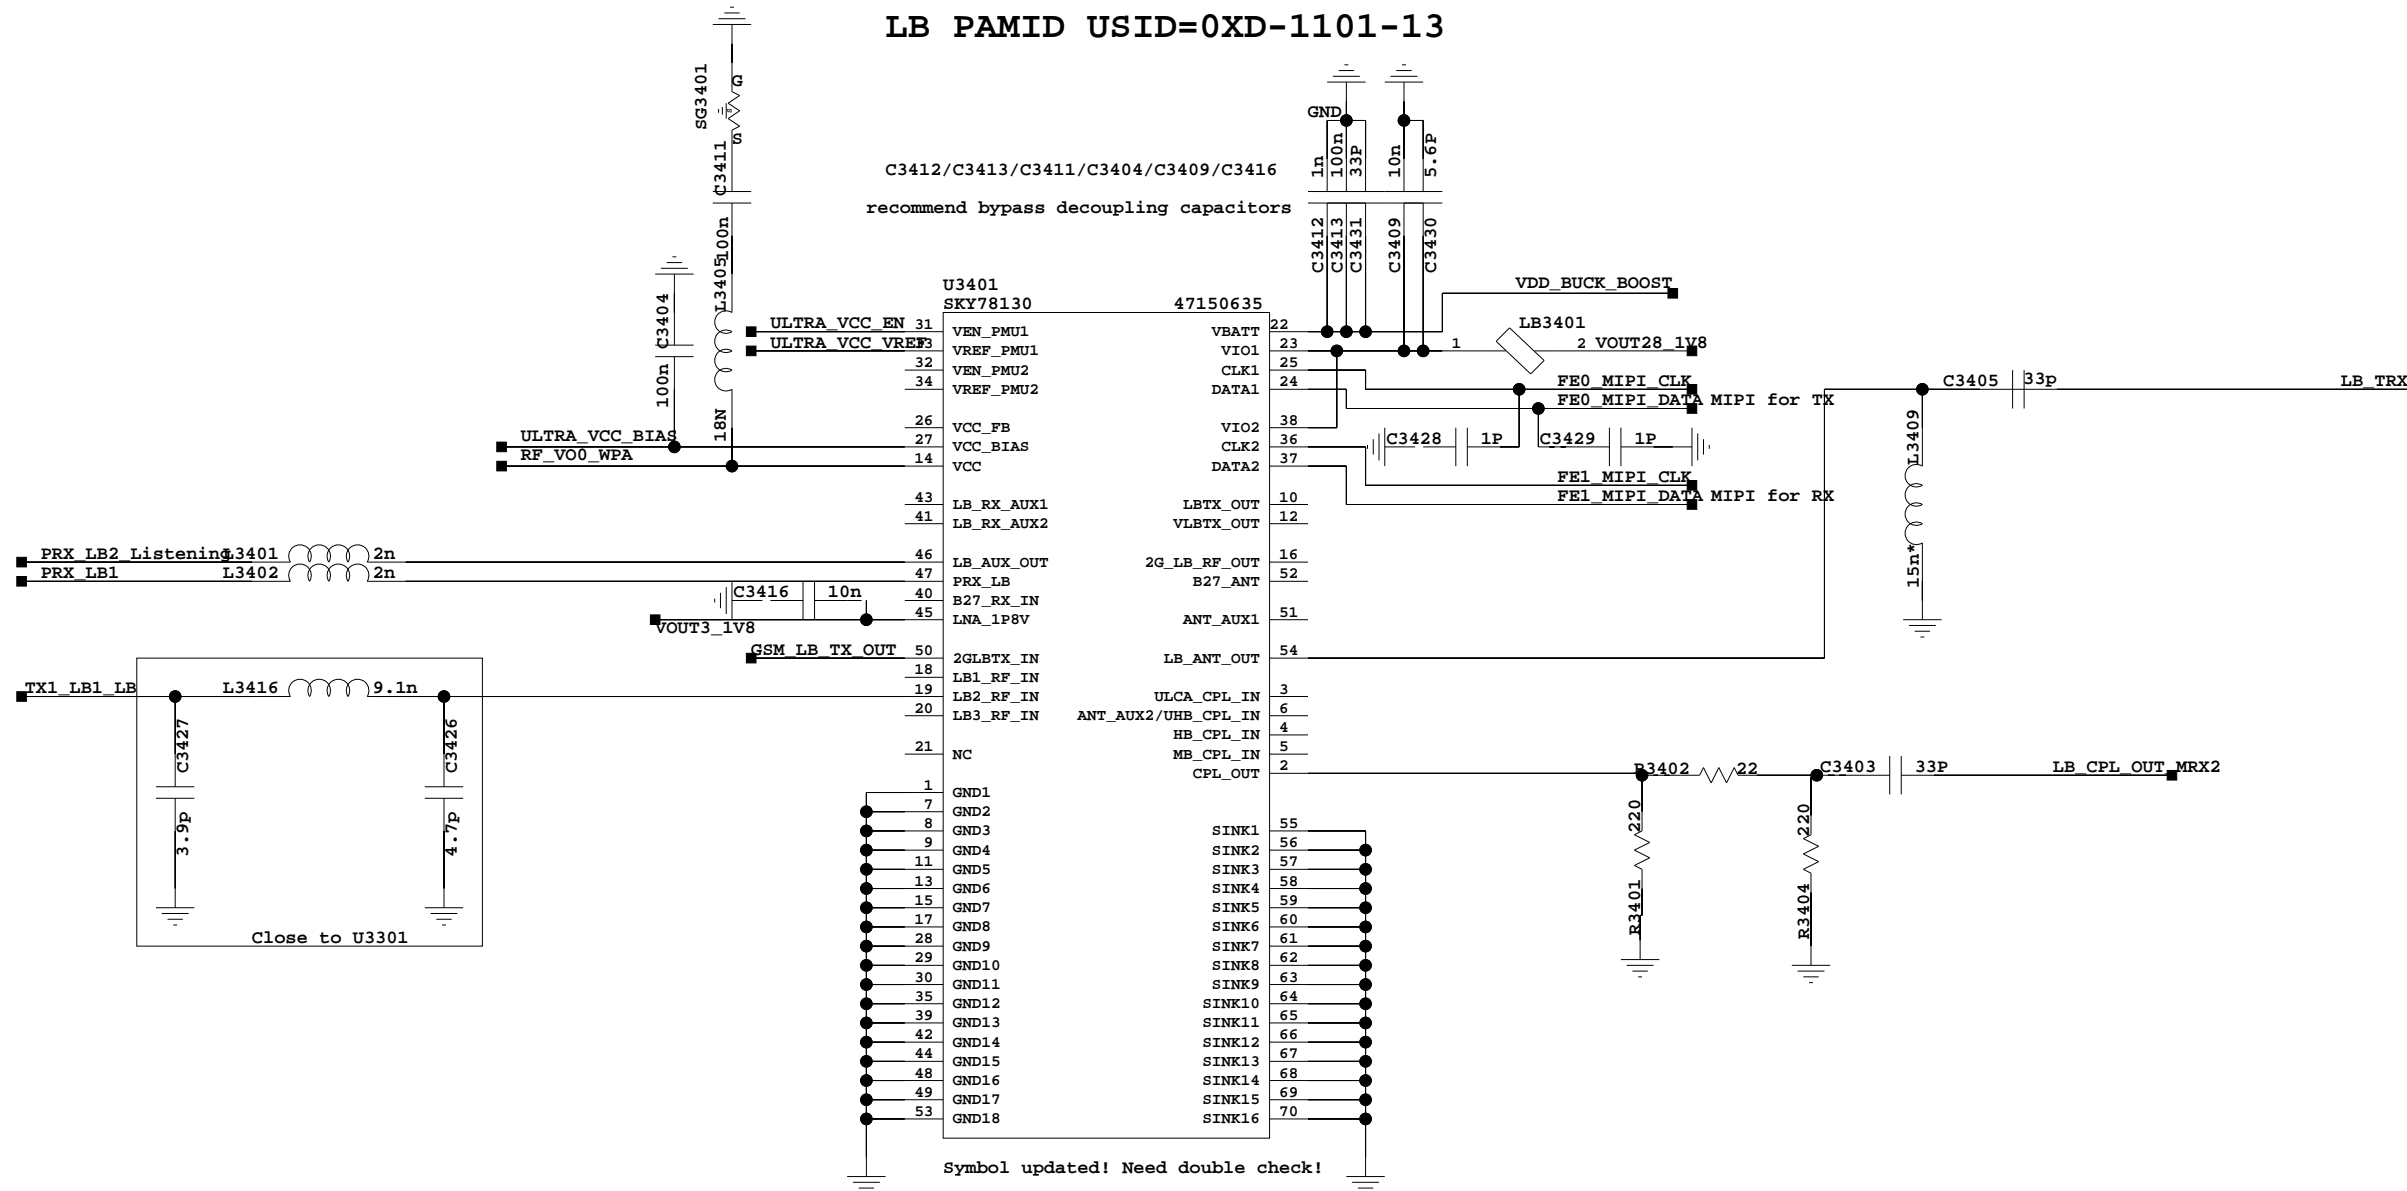 LB PAMID USID=0XD-1101-13
SG3401
G
S
C3411
100n
L3405
18N
C3404
100n
C3412/C3413/C3411/C3404/C3409/C3416
recommend bypass decoupling capacitors
GND
1n
100n
33P
10n
5.6P
C3412
C3413
C3431
C3409
C3430
U3401
SKY78130 47150635
VDD_BUCK_BOOST
LB3401
1 2 VOUT28_1V8
ULTRA_VCC_EN 31 VEN_PMU1 VBATT 22
ULTRA_VCC_VREF 33 VREF_PMU1 VIO1 23
32 VEN_PMU2 CLK1 25
34 VREF_PMU2 DATA1 24
FE0_MIPI_CLK
FE0_MIPI_DATA MIPI for TX
26 VCC_FB VIO2 38
ULTRA_VCC_BIAS 27 VCC_BIAS CLK2 36
RF_VO0_WPA 14 VCC DATA2 37
C3428 1P C3429 1P
FE1_MIPI_CLK
FE1_MIPI_DATA MIPI for RX
C3405 33p LB_TRX
L3409
15n*
43 LB_RX_AUX1 LBTX_OUT 10
41 LB_RX_AUX2 VLBTX_OUT 12
PRX_LB2_Listening L3401 2n 46 LB_AUX_OUT 2G_LB_RF_OUT 16
PRX_LB1 L3402 2n 47 PRX_LB B27_ANT 52
C3416 10n 40 B27_RX_IN
VOUT3_1V8 45 LNA_1P8V ANT_AUX1 51
GSM_LB_TX_OUT 50 2GLBTX_IN LB_ANT_OUT 54
18 LB1_RF_IN
TX1_LB1_LB L3416 9.1n 19 LB2_RF_IN ULCA_CPL_IN 3
20 LB3_RF_IN ANT_AUX2/UHB_CPL_IN 6
HB_CPL_IN 4
21 NC MB_CPL_IN 5
CPL_OUT 2
R3402 22 C3403 33P LB_CPL_OUT_MRX2
C3427
3.9p
C3426
4.7p
Close to U3301
220
R3401
220
R3404
1 GND1
7 GND2
8 GND3 SINK1 55
9 GND4 SINK2 56
11 GND5 SINK3 57
13 GND6 SINK4 58
15 GND7 SINK5 59
17 GND8 SINK6 60
28 GND9 SINK7 61
29 GND10 SINK8 62
30 GND11 SINK9 63
35 GND12 SINK10 64
39 GND13 SINK11 65
42 GND14 SINK12 66
44 GND15 SINK13 67
48 GND16 SINK14 68
49 GND17 SINK15 69
53 GND18 SINK16 70
Symbol updated! Need double check!